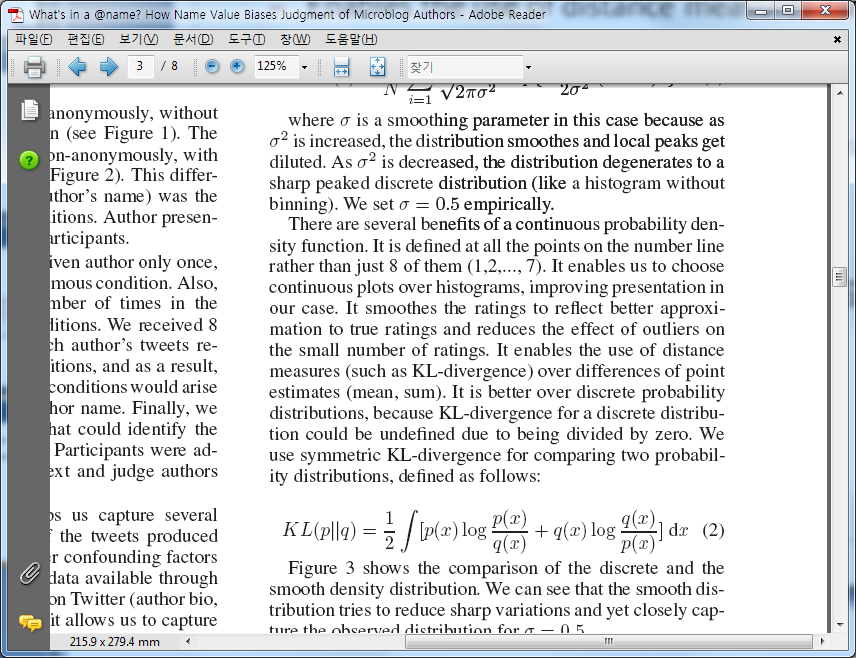 What's in a @name? How Name Value Biases Judgment of Microblog Authors - Adobe Reader
파일(F) 편집(E) 보기(V) 문서(D) 도구(T) 창(W) 도움말(H)
3 / 8 125% 찾기
anonymously, without
n (see Figure 1). The
on-anonymously, with
Figure 2). This differ-
uthor's name) was the
itions. Author presen-
articipants.
iven author only once,
mous condition. Also,
mber of times in the
ditions. We received 8
ch author's tweets re-
itions, and as a result,
conditions would arise
hor name. Finally, we
hat could identify the
Participants were ad-
ext and judge authors
ps us capture several
f the tweets produced
r confounding factors
data available through
on Twitter (author bio,
it allows us to capture
N ∑ i=1 √2πσ² 2σ²
where σ is a smoothing parameter in this case because as
σ² is increased, the distribution smoothes and local peaks get
diluted. As σ² is decreased, the distribution degenerates to a
sharp peaked discrete distribution (like a histogram without
binning). We set σ = 0.5 empirically.
There are several benefits of a continuous probability den-
sity function. It is defined at all the points on the number line
rather than just 8 of them (1,2,..., 7). It enables us to choose
continuous plots over histograms, improving presentation in
our case. It smoothes the ratings to reflect better approxi-
mation to true ratings and reduces the effect of outliers on
the small number of ratings. It enables the use of distance
measures (such as KL-divergence) over differences of point
estimates (mean, sum). It is better over discrete probability
distributions, because KL-divergence for a discrete distribu-
tion could be undefined due to being divided by zero. We
use symmetric KL-divergence for comparing two probabil-
ity distributions, defined as follows:
KL(p||q) = 1/2 ∫[p(x) log p(x)/q(x) + q(x) log q(x)/p(x)] dx (2)
Figure 3 shows the comparison of the discrete and the
smooth density distribution. We can see that the smooth dis-
tribution tries to reduce sharp variations and yet closely cap-
ture the observed distribution for σ = 0.5
215.9 x 279.4 mm